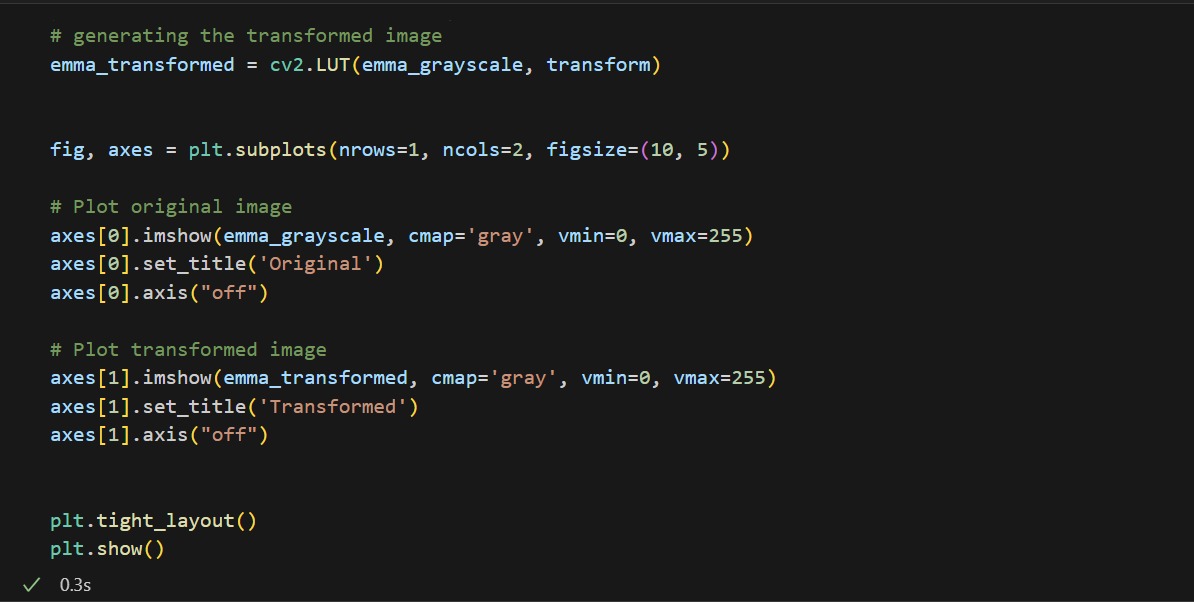 # generating the transformed image
emma_transformed = cv2.LUT(emma_grayscale, transform)
fig, axes = plt.subplots(nrows=1, ncols=2, figsize=(10, 5))
# Plot original image
axes[0].imshow(emma_grayscale, cmap='gray', vmin=0, vmax=255)
axes[0].set_title('Original')
axes[0].axis("off")
# Plot transformed image
axes[1].imshow(emma_transformed, cmap='gray', vmin=0, vmax=255)
axes[1].set_title('Transformed')
axes[1].axis("off")
plt.tight_layout()
plt.show()
0.3s